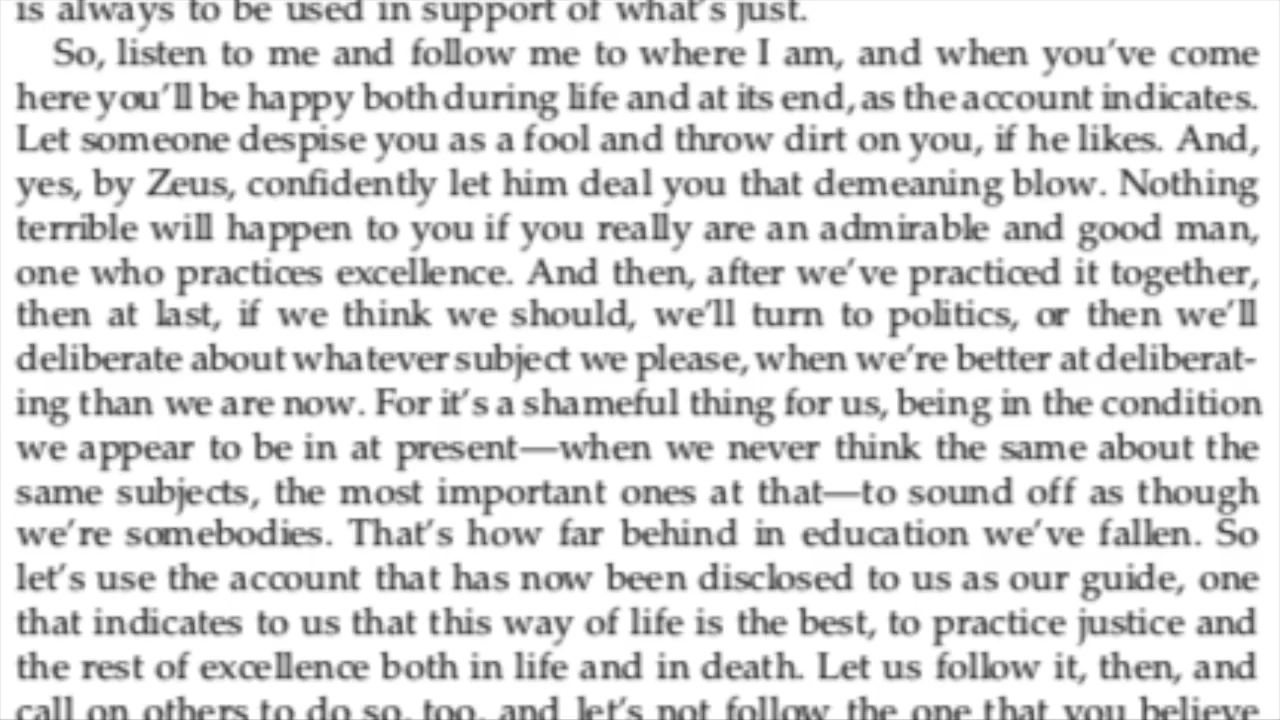 is always to be used in support of what's just.
So, listen to me and follow me to where I am, and when you've come
here you'll be happy both during life and at its end, as the account indicates.
Let someone despise you as a fool and throw dirt on you, if he likes. And,
yes, by Zeus, confidently let him deal you that demeaning blow. Nothing
terrible will happen to you if you really are an admirable and good man,
one who practices excellence. And then, after we've practiced it together,
then at last, if we think we should, we'll turn to politics, or then we'll
deliberate about whatever subject we please, when we're better at deliberat-
ing than we are now. For it's a shameful thing for us, being in the condition
we appear to be in at present—when we never think the same about the
same subjects, the most important ones at that—to sound off as though
we're somebodies. That's how far behind in education we've fallen. So
let's use the account that has now been disclosed to us as our guide, one
that indicates to us that this way of life is the best, to practice justice and
the rest of excellence both in life and in death. Let us follow it, then, and
call on others to do so, too, and let's not follow the one that you believe